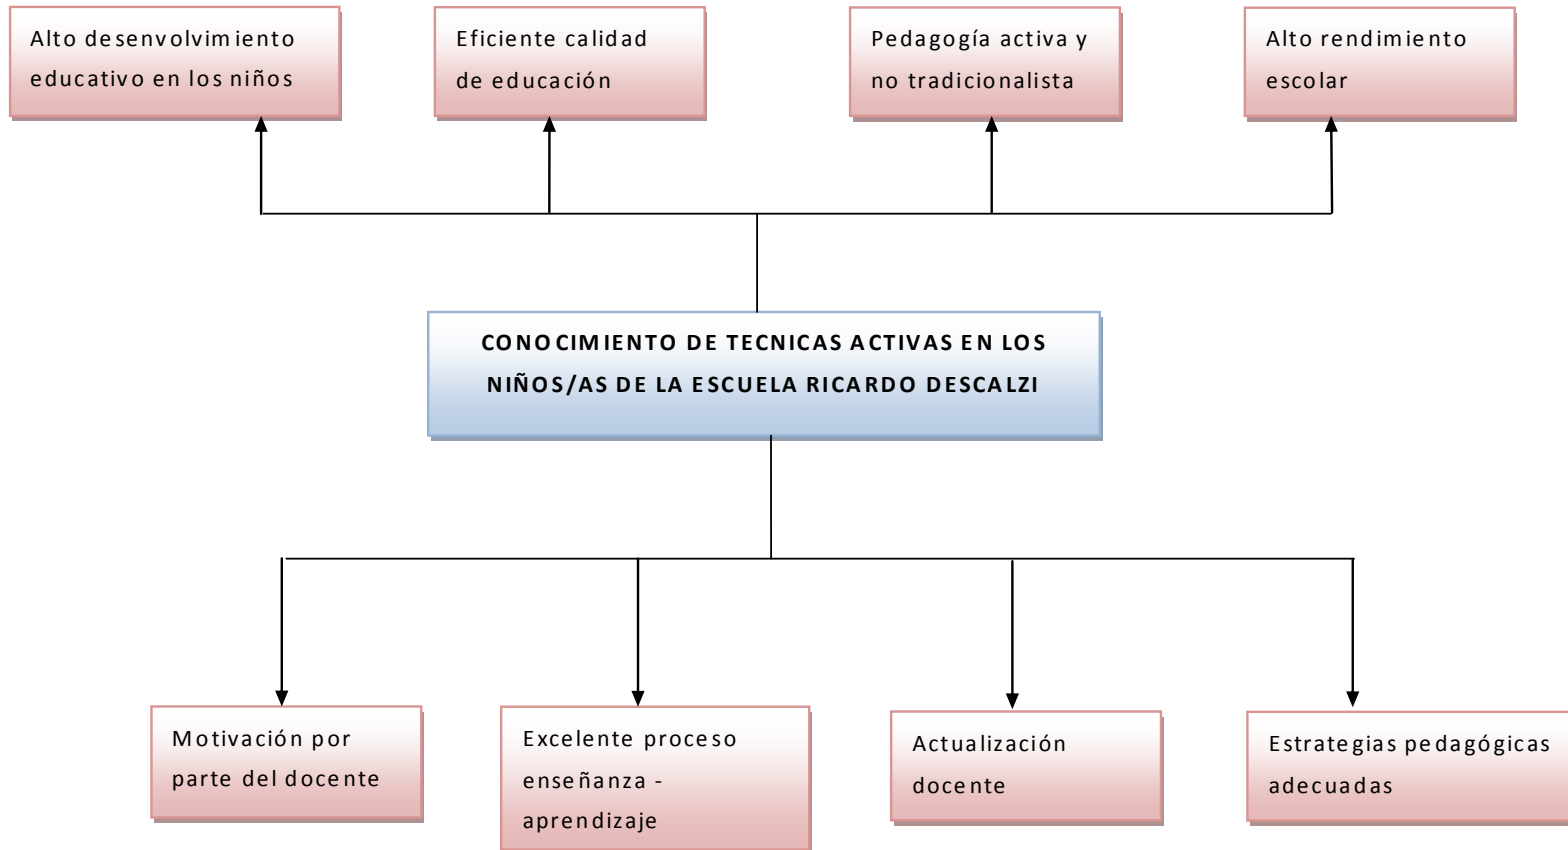 Alto desenvolvimiento
educativo en los niños
Eficiente calidad
de educación
Pedagogía activa y
no tradicionalista
Alto rendimiento
escolar
CONOCIMIENTO DE TECNICAS ACTIVAS EN LOS
NIÑOS/AS DE LA ESCUELA RICARDO DESCALZI
Motivación por
parte del docente
Excelente proceso
enseñanza -
aprendizaje
Actualización
docente
Estrategias pedagógicas
adecuadas